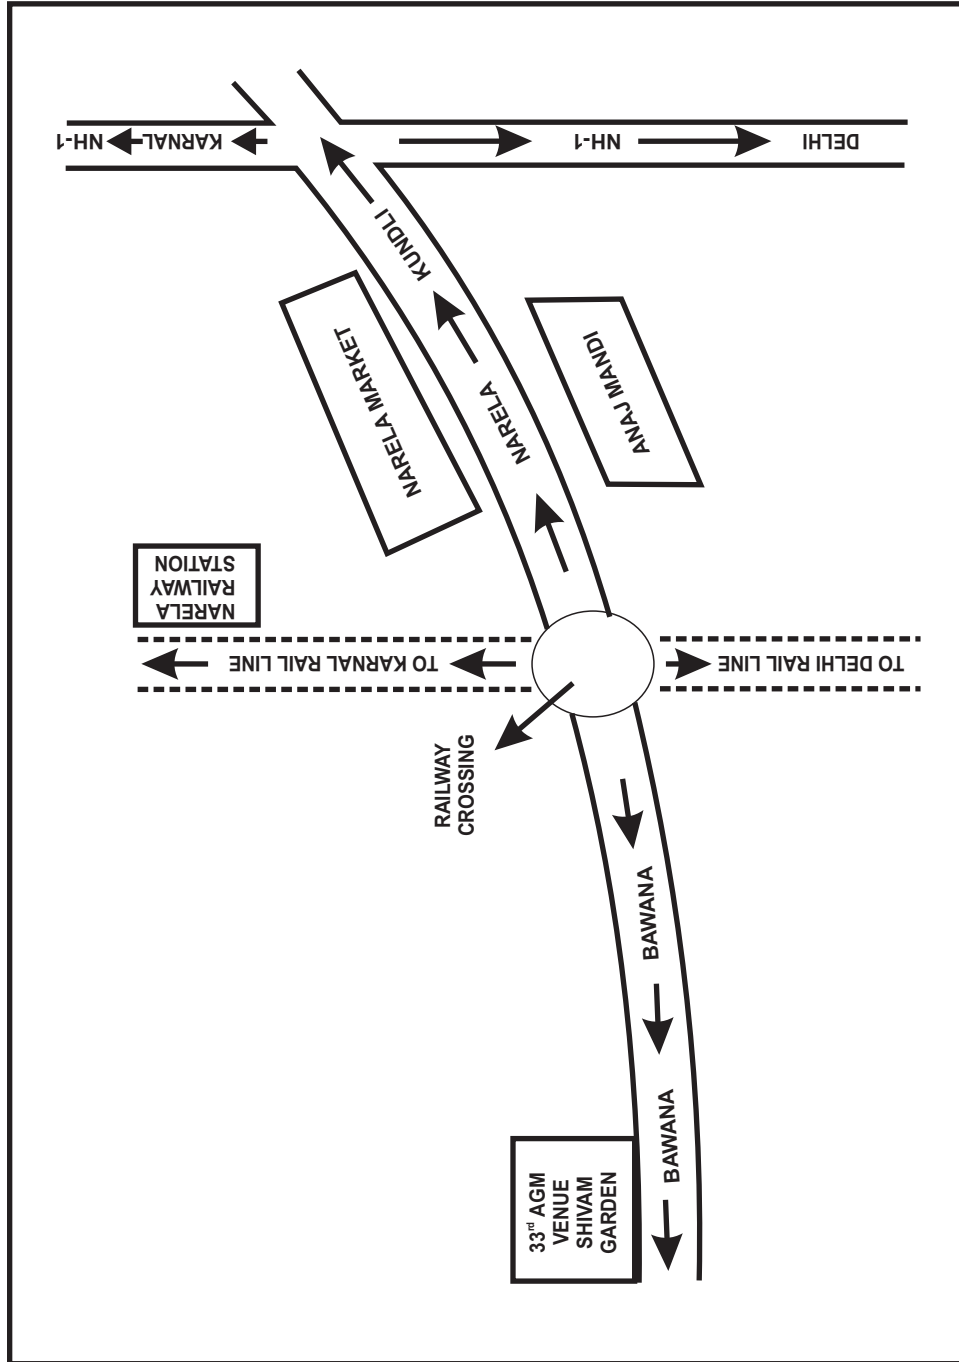 NH-1
KARNAL
NH-1
DELHI
KUNDLI
NARELA MARKET
NARELA
ANAJ MANDI
NARELA
RAILWAY
STATION
TO KARNAL RAIL LINE
TO DELHI RAIL LINE
RAILWAY
CROSSING
BAWANA
BAWANA
33rd AGM
VENUE
SHIVAM
GARDEN